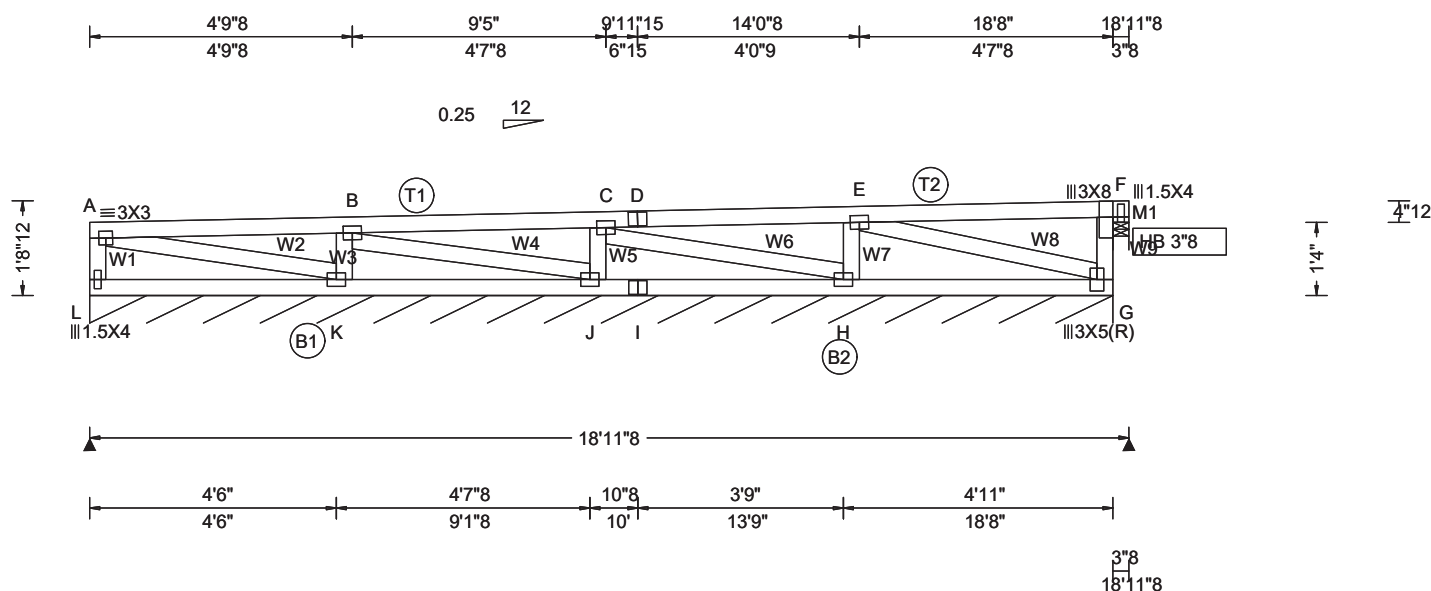 4'9"8 9'5" 9'11"15 14'0"8 18'8" 18'11"8
4'9"8 4'7"8 6"15 4'0"9 4'7"8 3"8
0.25 12
A B T1 C D E T2 F
3X3 3X8 1.5X4
M1
4"12
1'8"12
W1 W2 W3 W4 W5 W6 W7 W8 W9
HB 3"8
1'4"
L K J I H G
1.5X4 B1 B2 3X5(R)
18'11"8
4'6" 4'7"8 10"8 3'9" 4'11"
4'6" 9'1"8 10' 13'9" 18'8"
3"8
18'11"8